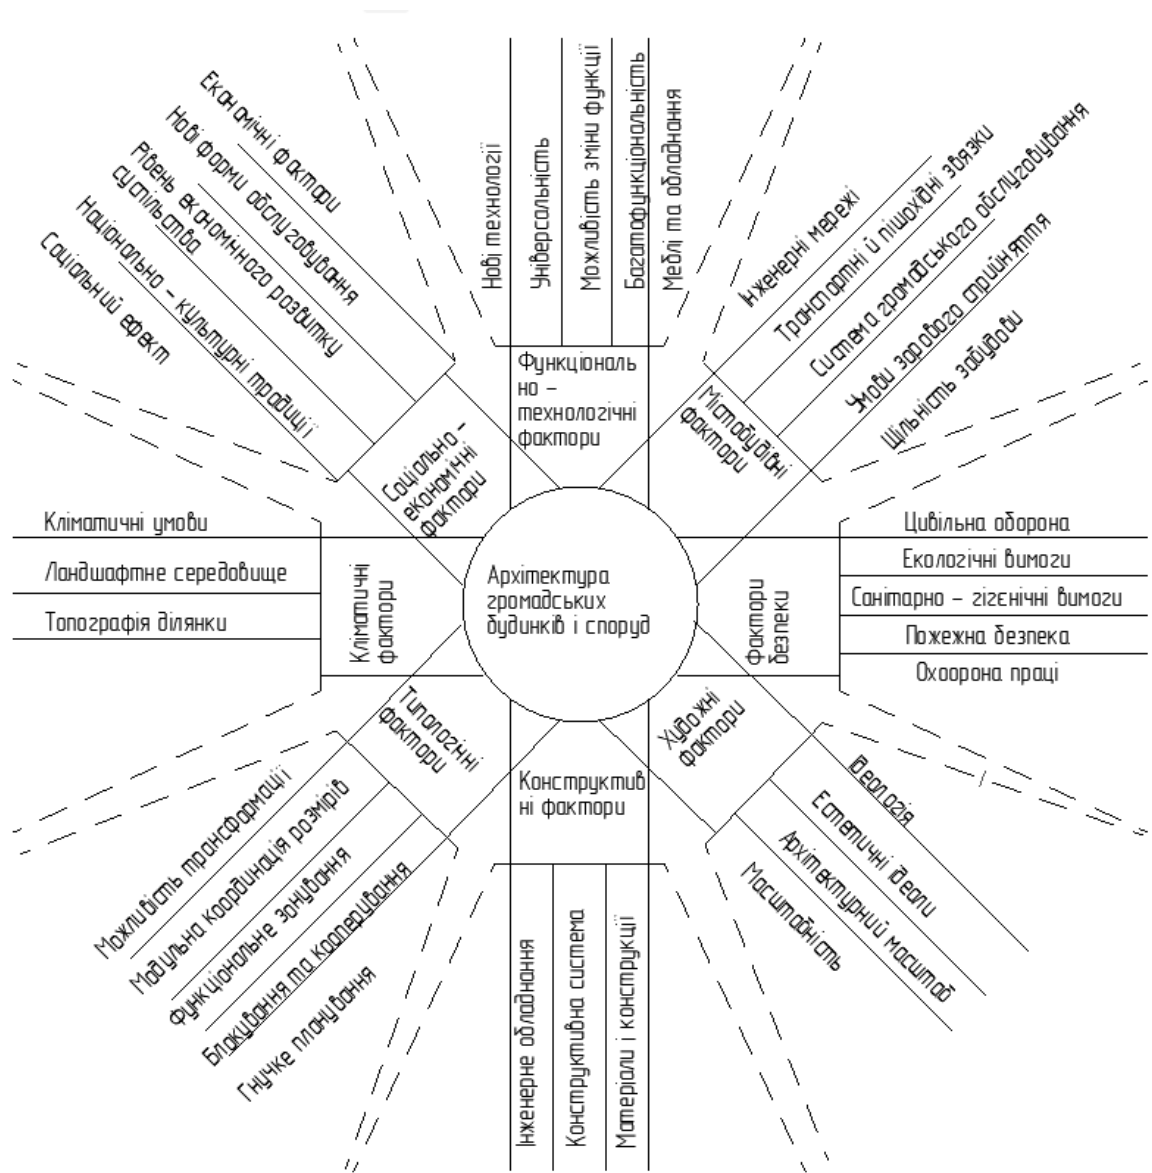 Економічні фактори
Нові форми обслуговування
Рівень економічного розвитку
суспільства
Національно – культурні традиції
Соціальний ефект
Соціально –
економічні
фактори
Нові технології
Універсальність
Можливість зміни функції
Багатофункціональність
Меблі та обладнання
Функціональ
но –
технологічні
фактори
Інженерні мережі
Транспортні й пішохідні звязки
Система громадського обслуговування
Умови зорового сприйняття
Щільність забудови
Містобудівні
фактори
Кліматичні умови
Ландшафтне середовище
Топографія ділянки
Кліматичні
фактори
Архітектура
громадських
будинків і споруд
Фактори
безпеки
Цивільна оборона
Екологічні вимоги
Санітарно – гігєнічні вимоги
Пожежна безпека
Охоорона праці
Типологічні
фактори
Можливість трансформації
Модульна координація розмірів
Функціональне зонування
Блокування та кооперування
Гнучке планування
Конструктив
ні фактори
Інженерне обладнання
Конструктивна система
Матеріали і конструкції
Художні
фактори
Ідеологія
Естетичні ідеали
Архітектурний масштаб
Масштабність